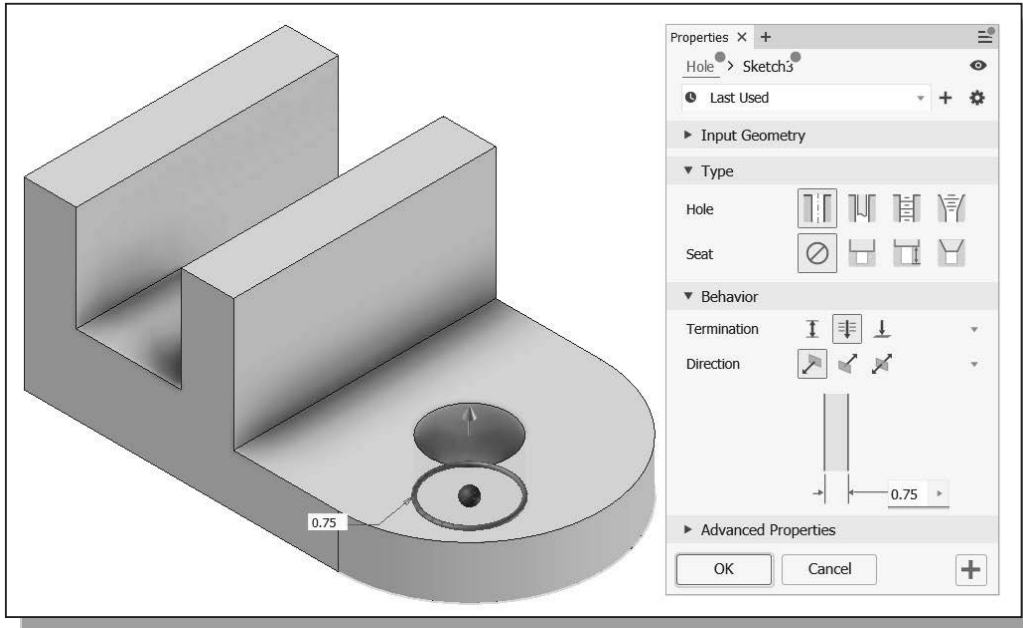 Properties × +
Hole > Sketch3
Last Used
Input Geometry
Type
Hole
Seat
Behavior
Termination
Direction
0.75
Advanced Properties
OK Cancel
0.75